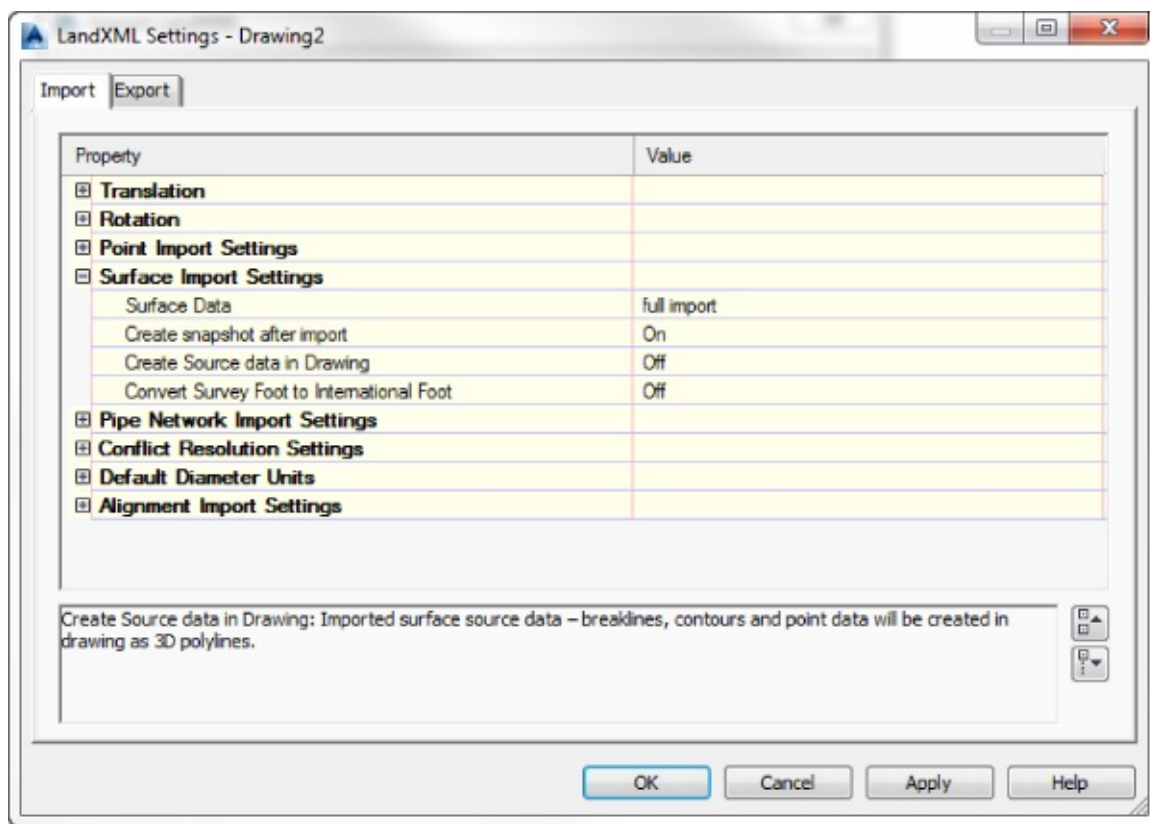 LandXML Settings - Drawing2
Import Export
Property Value
Translation
Rotation
Point Import Settings
Surface Import Settings
Surface Data full import
Create snapshot after import On
Create Source data in Drawing Off
Convert Survey Foot to International Foot Off
Pipe Network Import Settings
Conflict Resolution Settings
Default Diameter Units
Alignment Import Settings
Create Source data in Drawing: Imported surface source data – breaklines, contours and point data will be created in
drawing as 3D polylines.
OK Cancel Apply Help